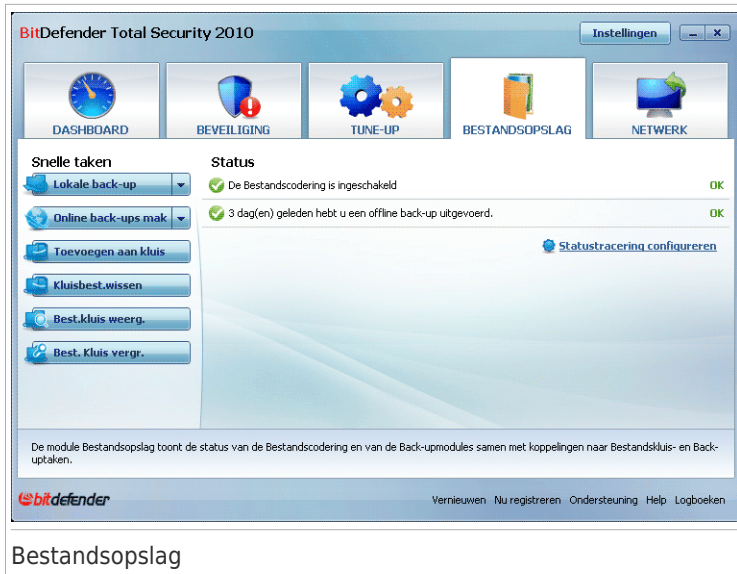 BitDefender Total Security 2010
Instellingen
DASHBOARD
BEVEILIGING
TUNE-UP
BESTANDSOPSLAG
NETWERK
Snelle taken
Lokale back-up
Online back-ups mak
Toevoegen aan kluis
Kluisbest.wissen
Best.kluis weerg.
Best. Kluis vergr.
Status
De Bestandscodering is ingeschakeld OK
3 dag(en) geleden hebt u een offline back-up uitgevoerd. OK
Statustracering configureren
De module Bestandsopslag toont de status van de Bestandscodering en van de Back-upmodules samen met koppelingen naar Bestandskluis- en Back-
uptaken.
bitdefender
Vernieuwen Nu registreren Ondersteuning Help Logboeken
Bestandsopslag